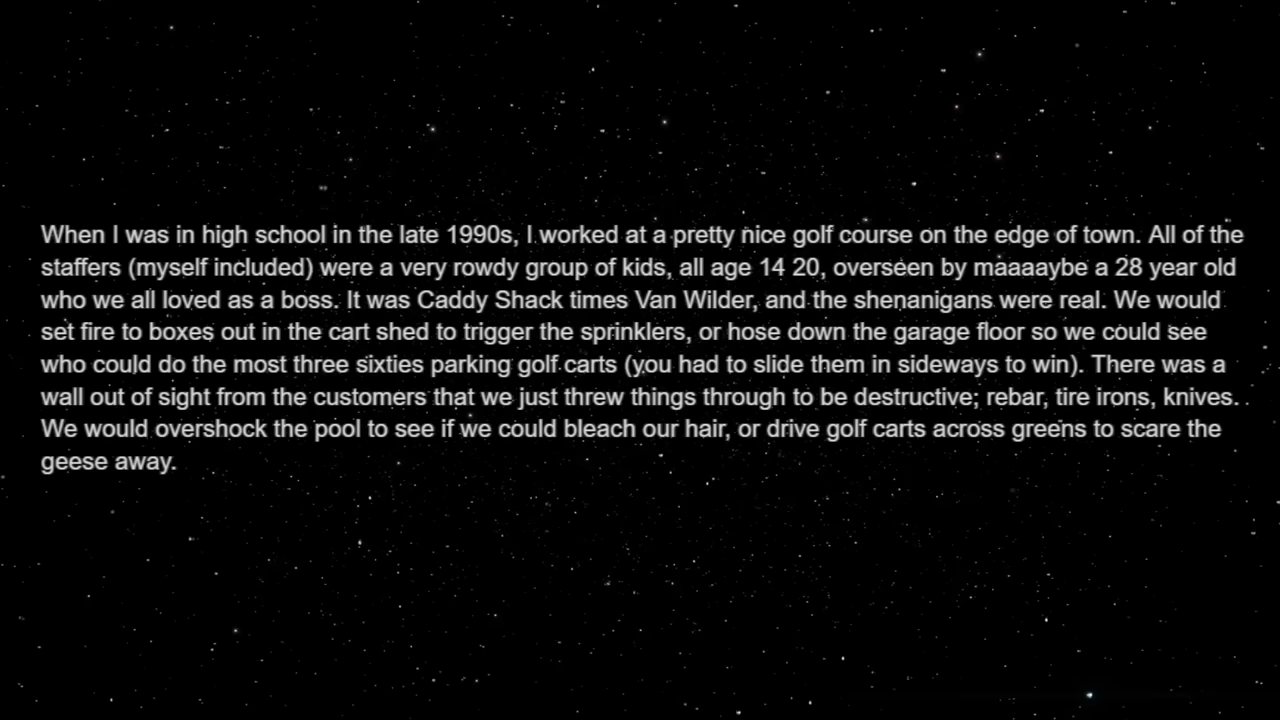 When I was in high school in the late 1990s, I worked at a pretty nice golf course on the edge of town. All of the
staffers (myself included) were a very rowdy group of kids, all age 14 20, overseen by maaaaybe a 28 year old
who we all loved as a boss. It was Caddy Shack times Van Wilder, and the shenanigans were real. We would
set fire to boxes out in the cart shed to trigger the sprinklers, or hose down the garage floor so we could see
who could do the most three sixties parking golf carts (you had to slide them in sideways to win). There was a
wall out of sight from the customers that we just threw things through to be destructive; rebar, tire irons, knives. .
We would overshock the pool to see if we could bleach our hair, or drive golf carts across greens to scare the
geese away.